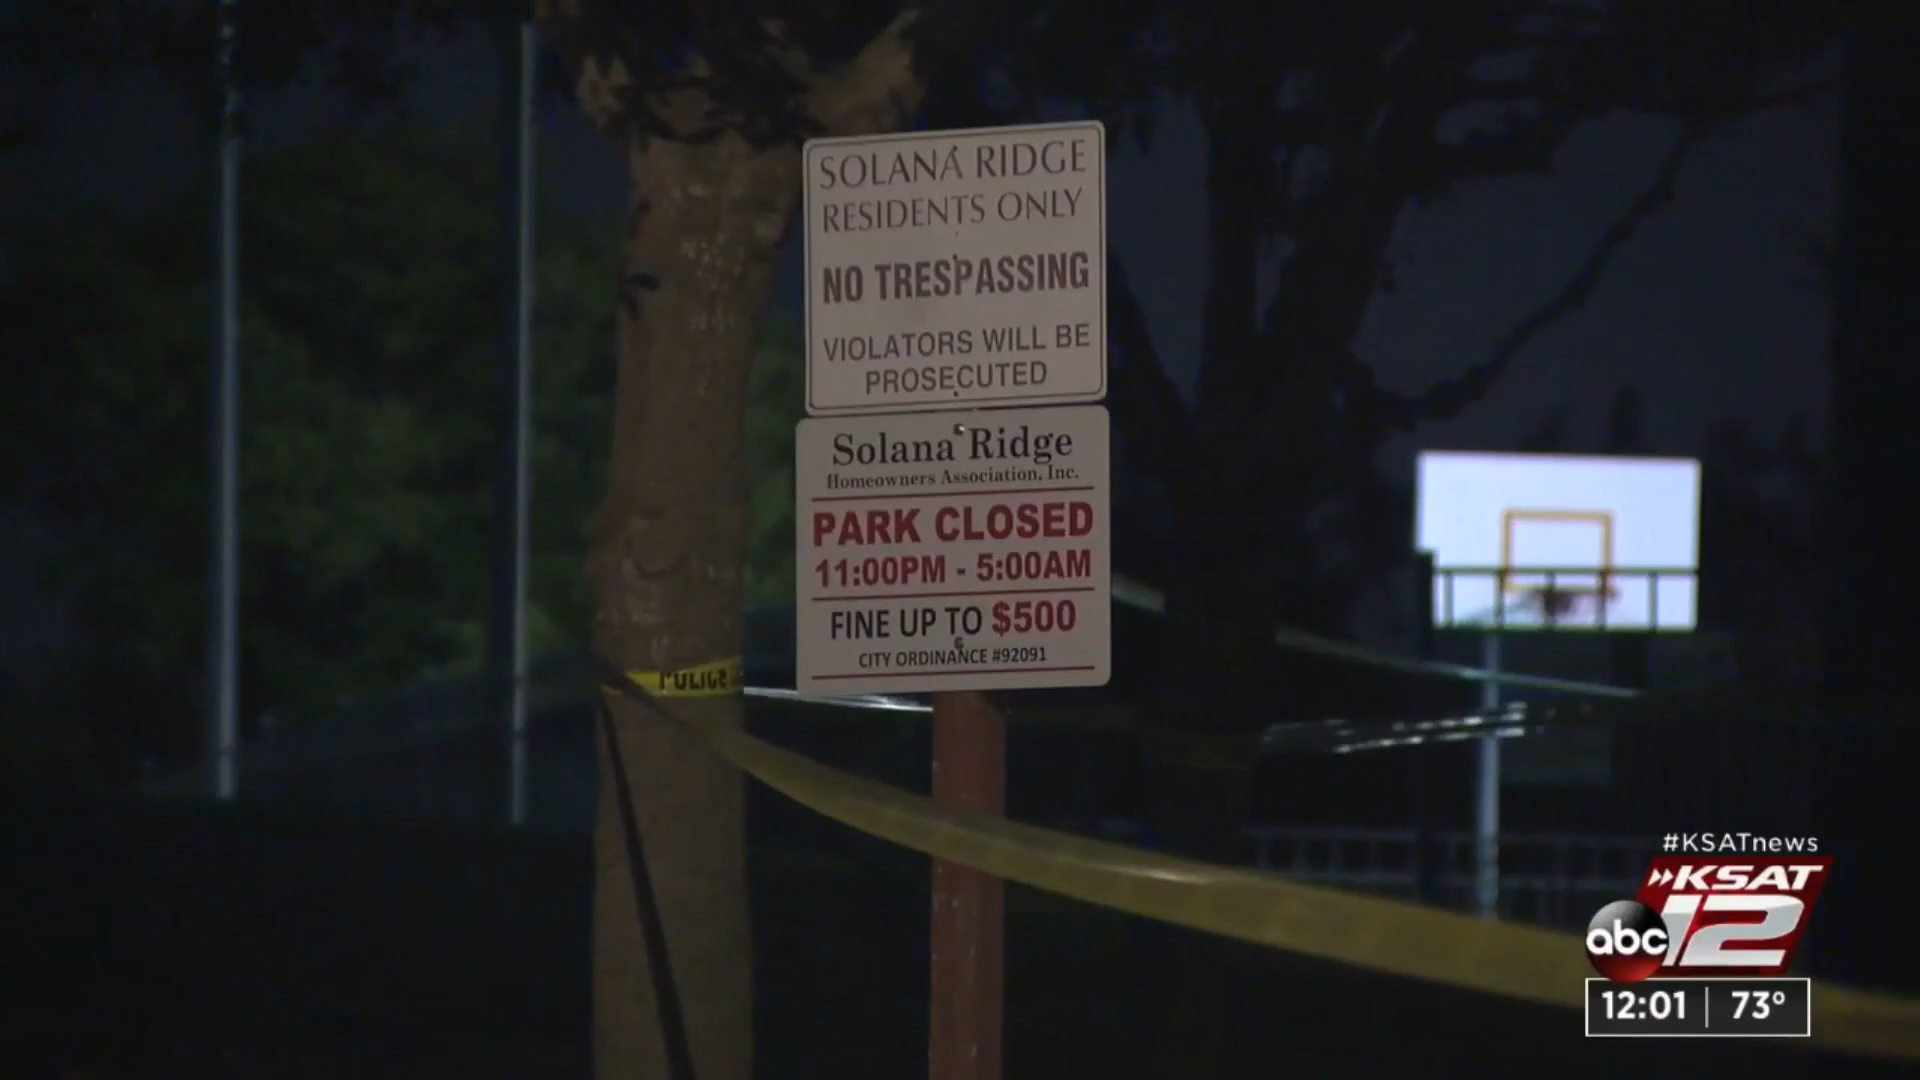 SOLANA RIDGE
RESIDENTS ONLY
NO TRESPASSING
VIOLATORS WILL BE
PROSECUTED
Solana Ridge
Homeowners Association, Inc.
PARK CLOSED
11:00PM - 5:00AM
FINE UP TO $500
CITY ORDINANCE #92091
POLICE
#KSATnews
KSAT
abc 12
12:01 | 73°